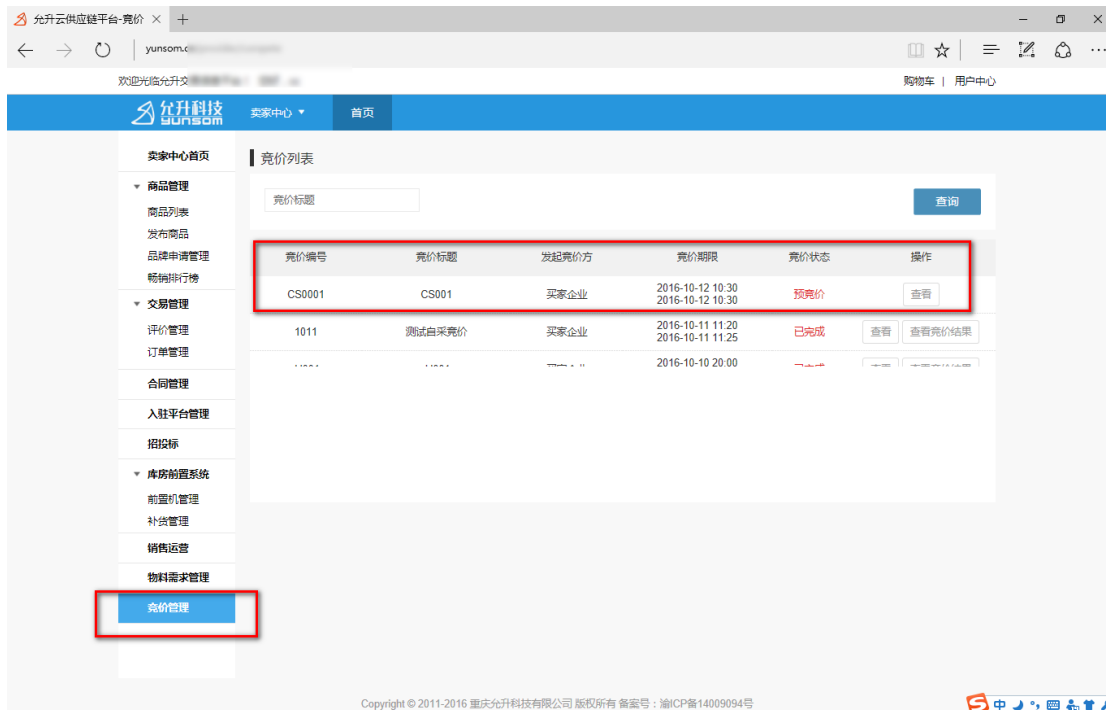 允升云供应链平台-竞价
yunsom.c
欢迎光临允升交
购物车 | 用户中心
允升科技
yunsom
卖家中心 首页
卖家中心首页
商品管理
商品列表
发布商品
品牌申请管理
畅销排行榜
交易管理
评价管理
订单管理
合同管理
入驻平台管理
招投标
库房前置系统
前置机管理
补货管理
销售运营
物料需求管理
竞价管理
竞价列表
竞价标题
查询
竞价编号 竞价标题 发起竞价方 竞价期限 竞价状态 操作
CS0001 CS001 买家企业 2016-10-12 10:30 预竞价 查看
2016-10-12 10:30
1011 测试自采竞价 买家企业 2016-10-11 11:20 已完成 查看 查看竞价结果
2016-10-11 11:25
2016-10-10 20:00
Copyright © 2011-2016 重庆允升科技有限公司 版权所有 备案号：渝ICP备14009094号
中